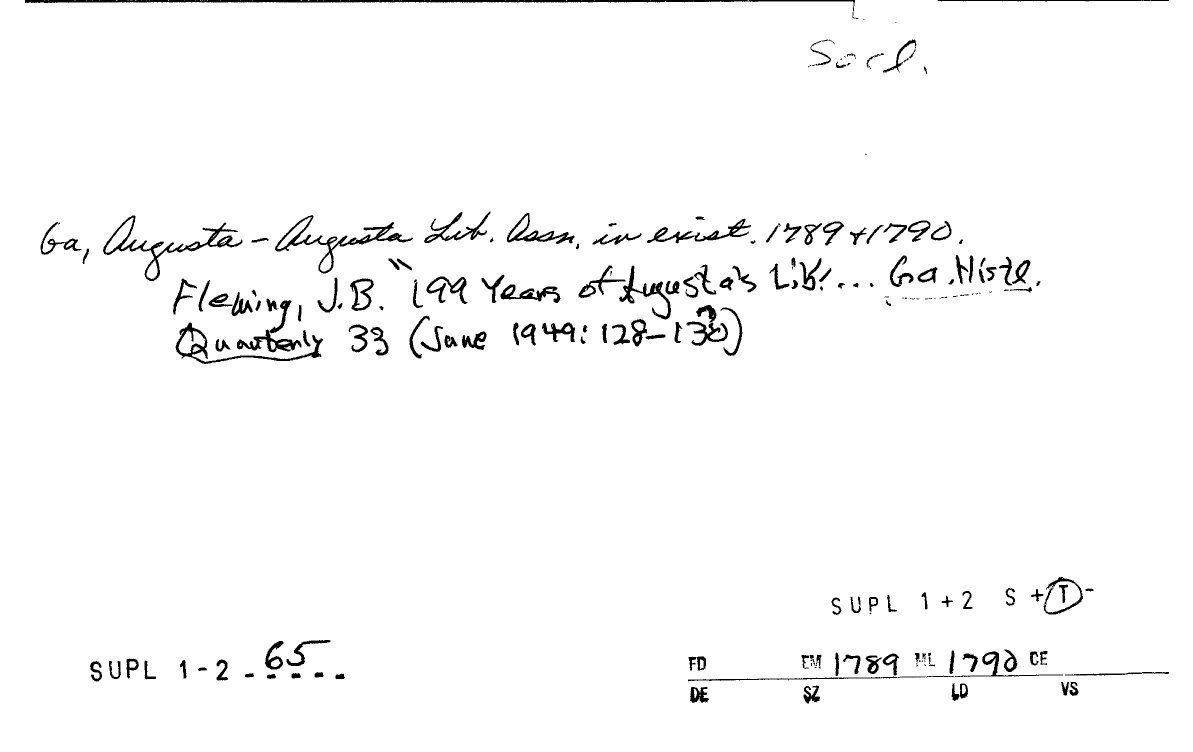 Socl.
Ga, Augusta - Augusta Lib. Assn. in exist. 1789 + 1790.
Fleming, J.B. "199 Years of Augusta's Lib! ... Ga. Histl.
Quarterly 33 (June 1949: 128-130)
SUPL 1+2 S + T -
SUPL 1-2 - 65 - -
FD EM 1789 ML 1790 CE
DE SZ LD VS